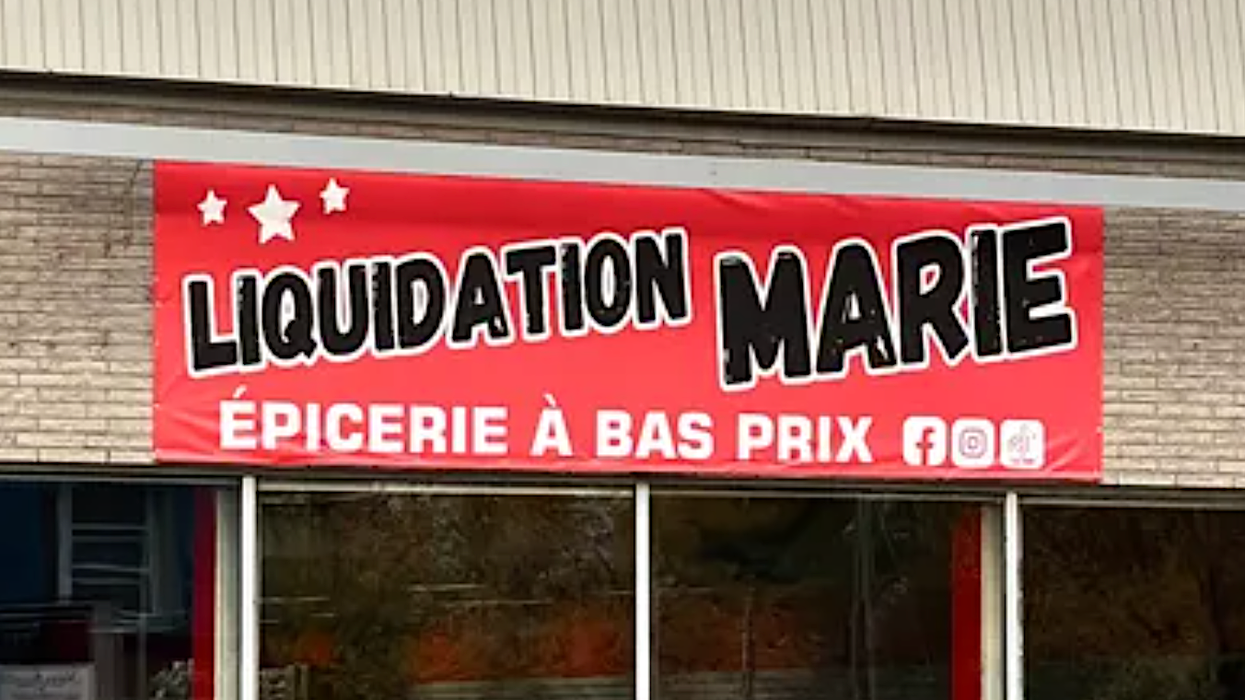 LIQUIDATION MARIE
ÉPICERIE À BAS PRIX